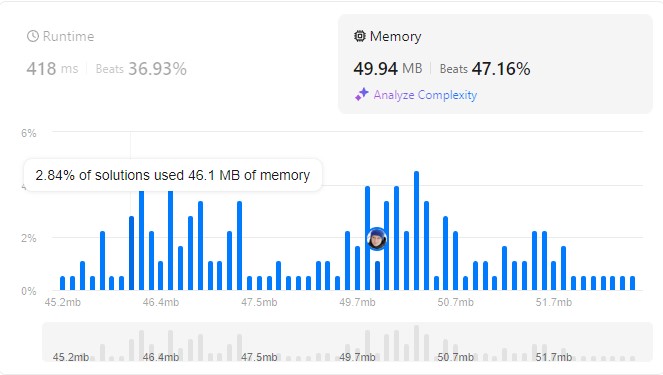 Runtime
418 ms Beats 36.93%
Memory
49.94 MB Beats 47.16%
Analyze Complexity
6%
2.84% of solutions used 46.1 MB of memory
2%
0%
45.2mb 46.4mb 47.5mb 49.7mb 50.7mb 51.7mb
45.2mb 46.4mb 47.5mb 49.7mb 50.7mb 51.7mb